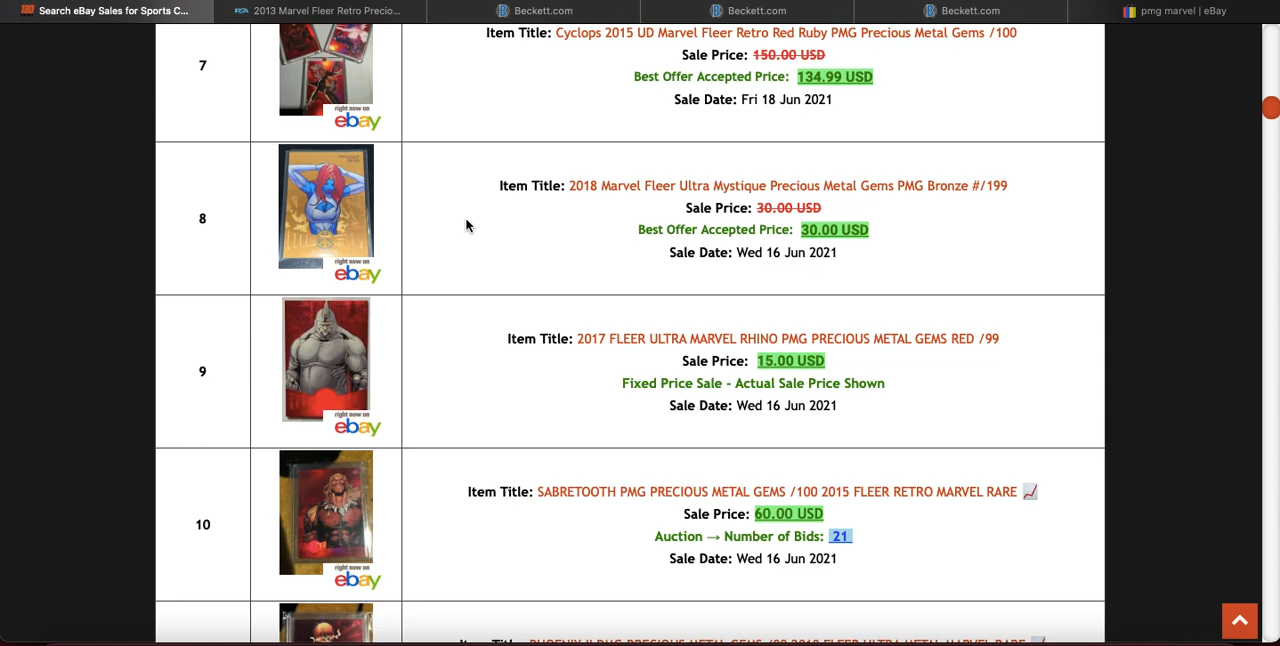 Search eBay Sales for Sports C...
PSA 2013 Marvel Fleer Retro Precio...
Beckett.com
Beckett.com
Beckett.com
pmg marvel | eBay
7
right now on
ebay
Item Title: Cyclops 2015 UD Marvel Fleer Retro Red Ruby PMG Precious Metal Gems /100
Sale Price: 150.00 USD
Best Offer Accepted Price: 134.99 USD
Sale Date: Fri 18 Jun 2021
8
right now on
ebay
Item Title: 2018 Marvel Fleer Ultra Mystique Precious Metal Gems PMG Bronze #/199
Sale Price: 30.00 USD
Best Offer Accepted Price: 30.00 USD
Sale Date: Wed 16 Jun 2021
9
right now on
ebay
Item Title: 2017 FLEER ULTRA MARVEL RHINO PMG PRECIOUS METAL GEMS RED /99
Sale Price: 15.00 USD
Fixed Price Sale - Actual Sale Price Shown
Sale Date: Wed 16 Jun 2021
10
right now on
ebay
Item Title: SABRETOOTH PMG PRECIOUS METAL GEMS /100 2015 FLEER RETRO MARVEL RARE
Sale Price: 60.00 USD
Auction → Number of Bids: 21
Sale Date: Wed 16 Jun 2021